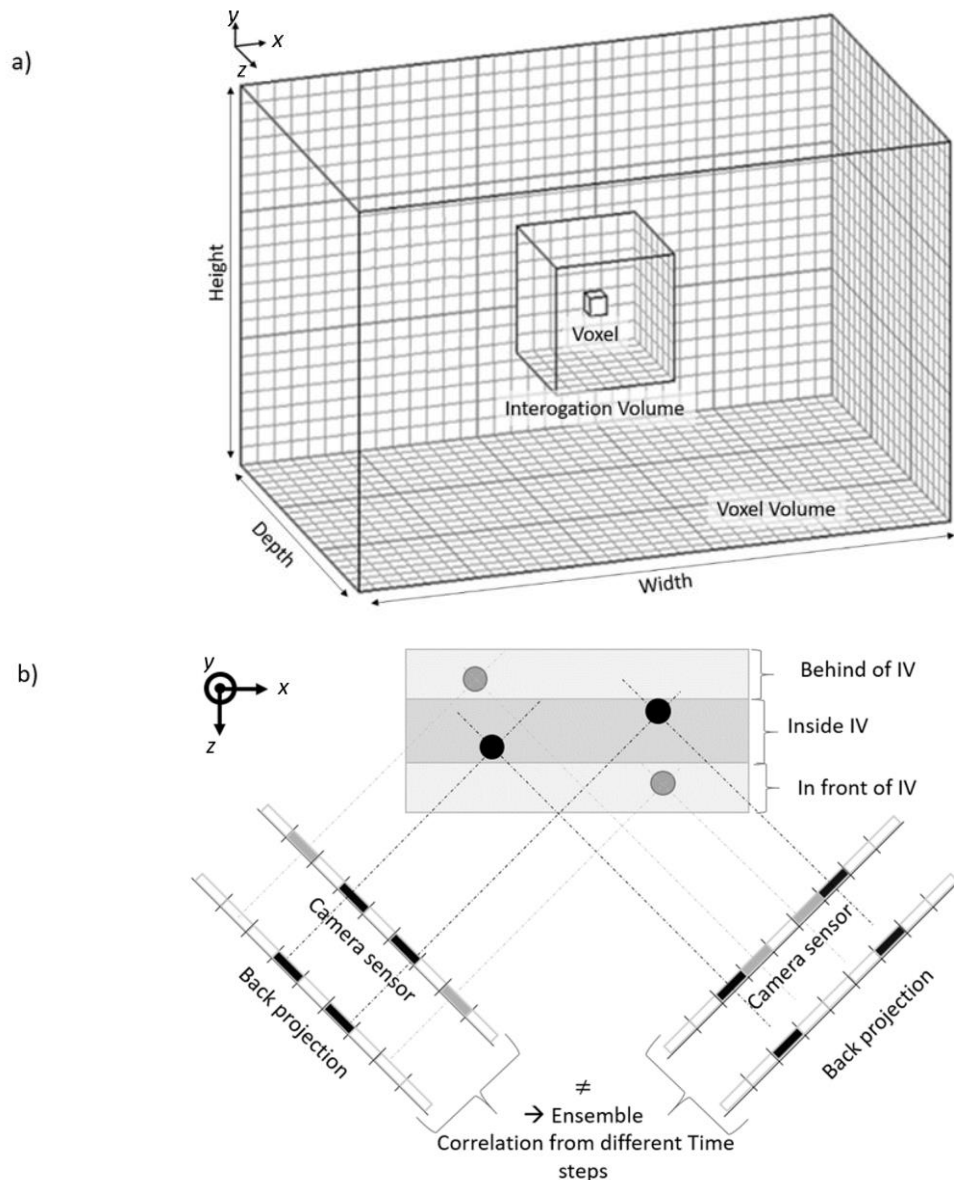 a)
y
x
z
Height
Voxel
Interogation Volume
Voxel Volume
Depth
Width
b)
y
x
z
Behind of IV
Inside IV
In front of IV
Camera sensor
Back projection
Camera sensor
Back projection
≠
→ Ensemble
Correlation from different Time
steps